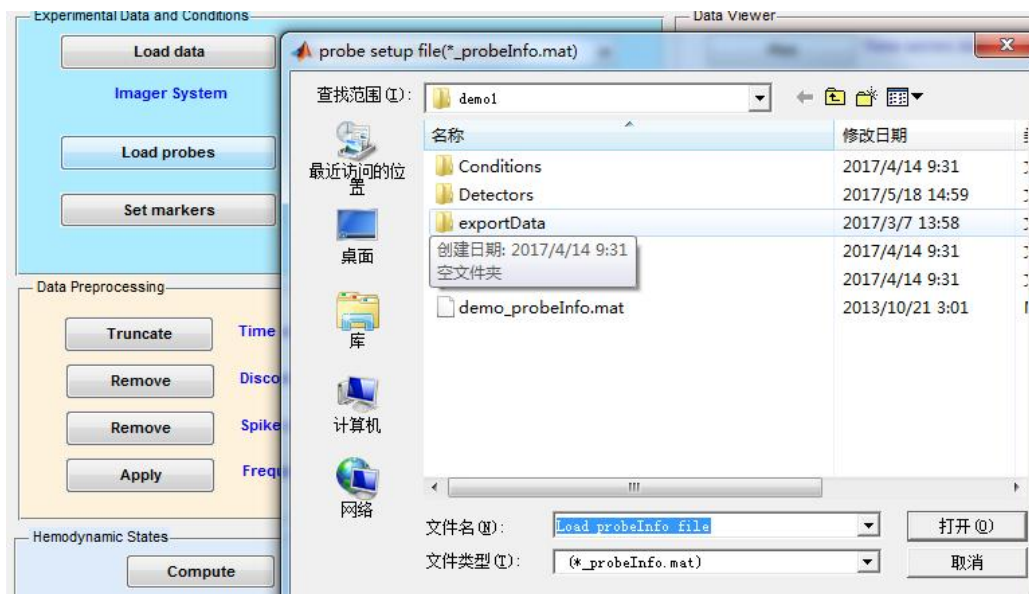 Experimental Data and Conditions
Load data
Imager System
Load probes
Set markers
Data Preprocessing
Truncate
Time
Remove
Disco
Remove
Spike
Apply
Frequ
Hemodynamic States
Compute
Data Viewer
probe setup file(*_probeInfo.mat)
查找范围(I):
demo1
最近访问的位置
桌面
库
计算机
网络
名称
修改日期
Conditions
2017/4/14 9:31
Detectors
2017/5/18 14:59
exportData
2017/3/7 13:58
创建日期: 2017/4/14 9:31
空文件夹
2017/4/14 9:31
2017/4/14 9:31
demo_probeInfo.mat
2013/10/21 3:01
文件名(N):
Load probeInfo file
打开(O)
文件类型(T):
(*_probeInfo.mat)
取消